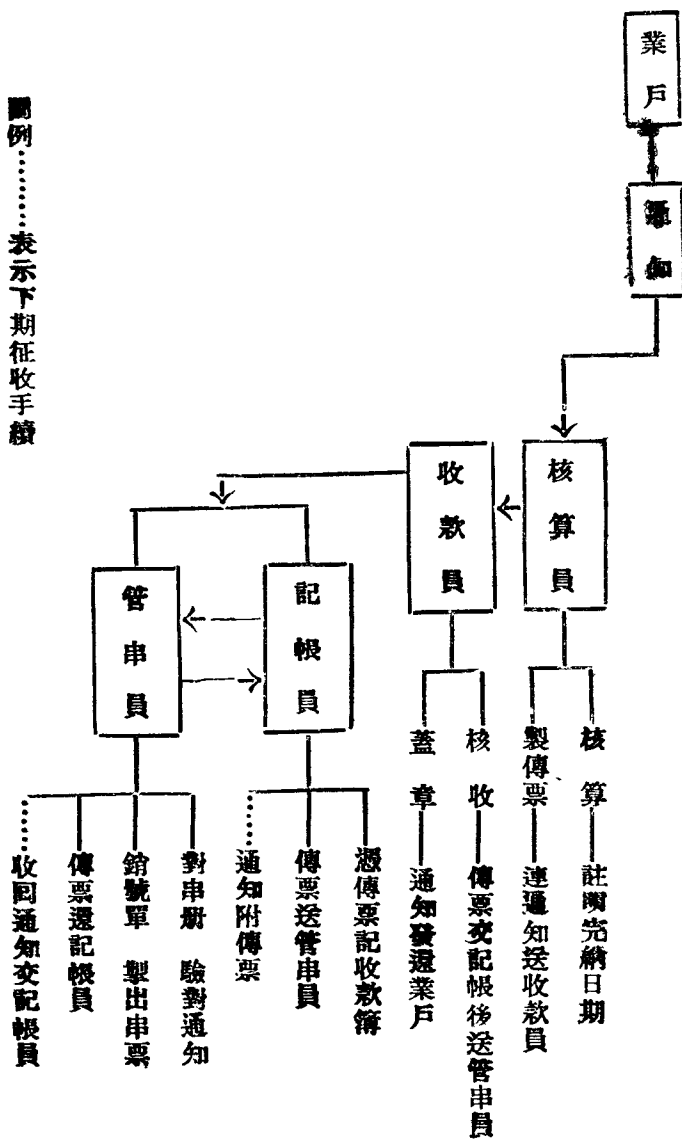 業戶
通知
核算員
核算——註明完納日期
製傳票——連通知送收款員
收款員
核收——傳票交記帳後送管串員
蓋章——通知發還業戶
記帳員
憑傳票記收款簿
傳票送管串員
通知附傳票
管串員
對串册 驗對通知
銷號單 製出串票
傳票還記帳員
收回通知交記帳員
圖例………表示下期征收手續